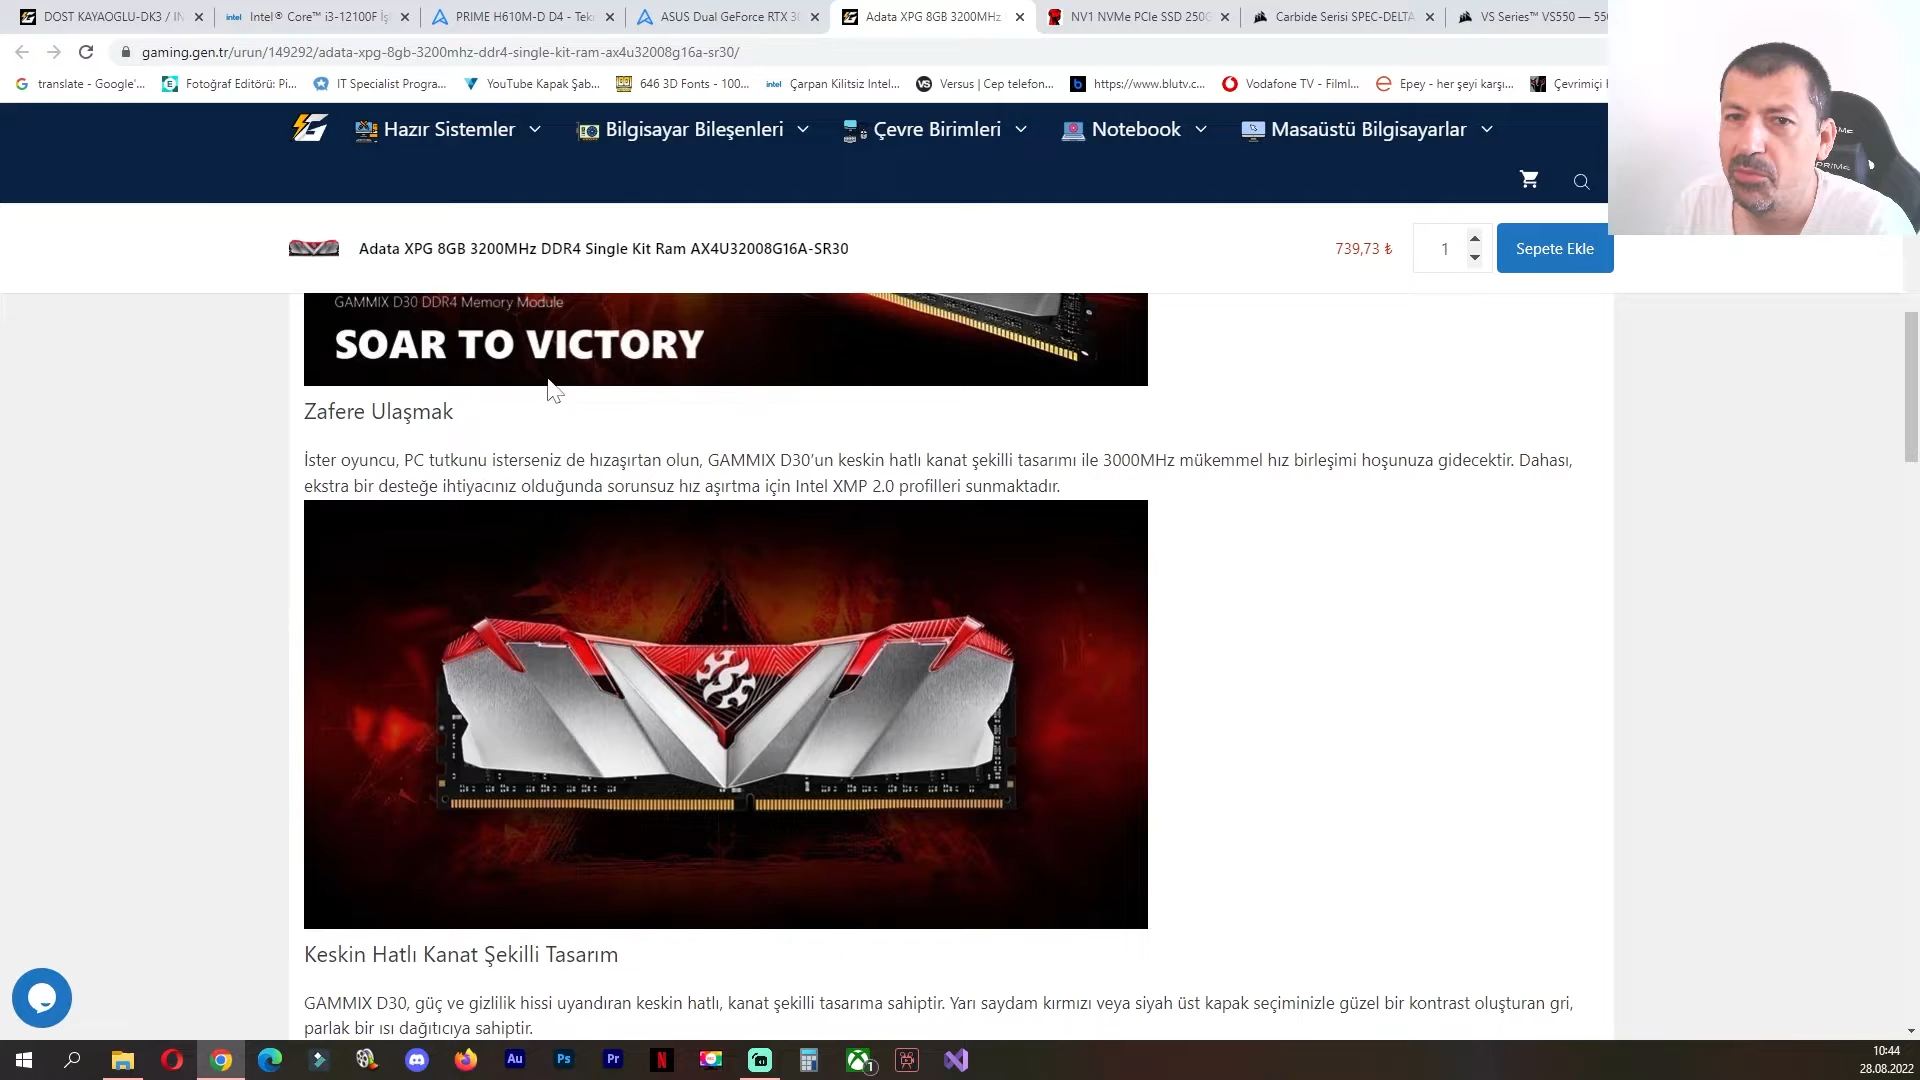 DOST KAYAOGLU-DK3 / IN
Intel® Core™ i3-12100F İşl
PRIME H610M-D D4 - Tekn
ASUS Dual GeForce RTX 30
Adata XPG 8GB 3200MHz
NV1 NVMe PCIe SSD 250G
Carbide Serisi SPEC-DELTA
VS Series™ VS550 — 550
gaming.gen.tr/urun/149292/adata-xpg-8gb-3200mhz-ddr4-single-kit-ram-ax4u32008g16a-sr30/
translate - Google'...
Fotoğraf Editörü: Pi...
IT Specialist Progra...
YouTube Kapak Şab...
646 3D Fonts - 100...
Çarpan Kilitsiz Intel...
Versus | Cep telefon...
https://www.blutv.c...
Vodafone TV - Filml...
Epey - her şeyi karşı...
Çevrimiçi
Hazır Sistemler
Bilgisayar Bileşenleri
Çevre Birimleri
Notebook
Masaüstü Bilgisayarlar
Adata XPG 8GB 3200MHz DDR4 Single Kit Ram AX4U32008G16A-SR30
739,73 ₺
1
Sepete Ekle
GAMMIX D30 DDR4 Memory Module
SOAR TO VICTORY
Zafere Ulaşmak
İster oyuncu, PC tutkunu isterseniz de hızaşırtan olun, GAMMIX D30'un keskin hatlı kanat şekilli tasarımı ile 3000MHz mükemmel hız birleşimi hoşunuza gidecektir. Dahası,
ekstra bir desteğe ihtiyacınız olduğunda sorunsuz hız aşırtma için Intel XMP 2.0 profilleri sunmaktadır.
Keskin Hatlı Kanat Şekilli Tasarım
GAMMIX D30, güç ve gizlilik hissi uyandıran keskin hatlı, kanat şekilli tasarıma sahiptir. Yarı saydam kırmızı veya siyah üst kapak seçiminizle güzel bir kontrast oluşturan gri,
parlak bir ısı dağıtıcıya sahiptir.
10:44
28.08.2022